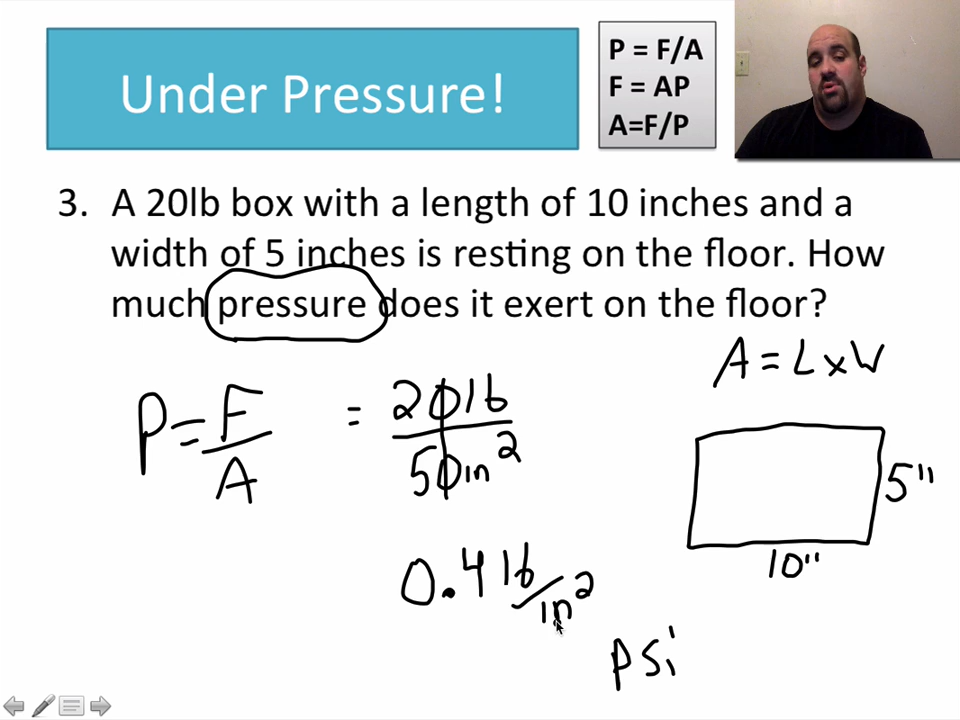 Under Pressure!
P = F/A
F = AP
A=F/P
3. A 20lb box with a length of 10 inches and a
width of 5 inches is resting on the floor. How
much pressure does it exert on the floor?
A = L x W
P = F/A = 20lb/50in²
5"
10"
0.4 lb/in²
psi